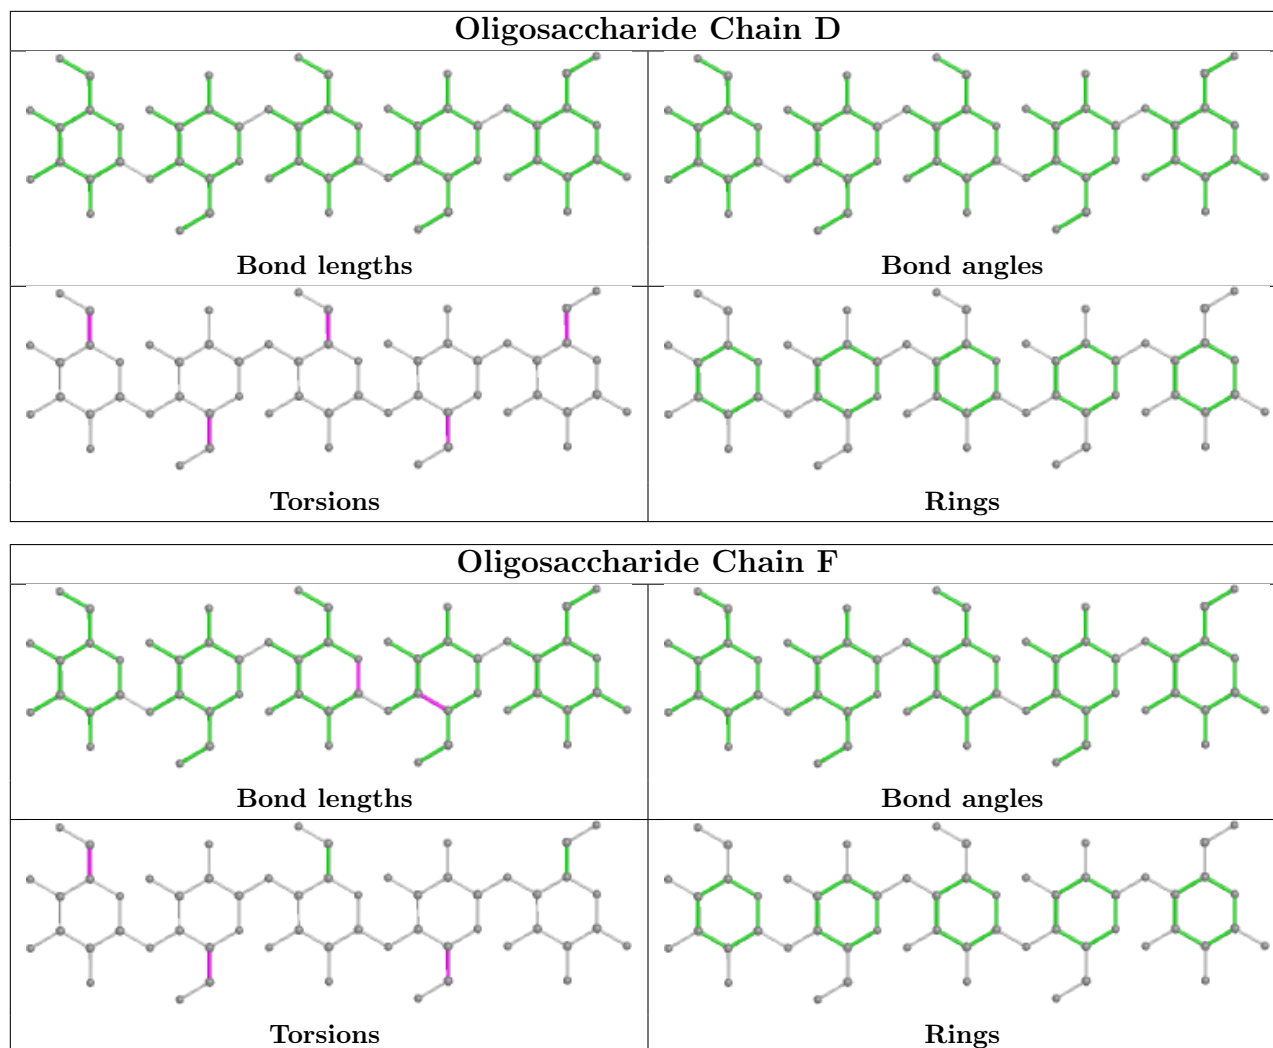 Oligosaccharide Chain D
Bond lengths
Bond angles
Torsions
Rings
Oligosaccharide Chain F
Bond lengths
Bond angles
Torsions
Rings